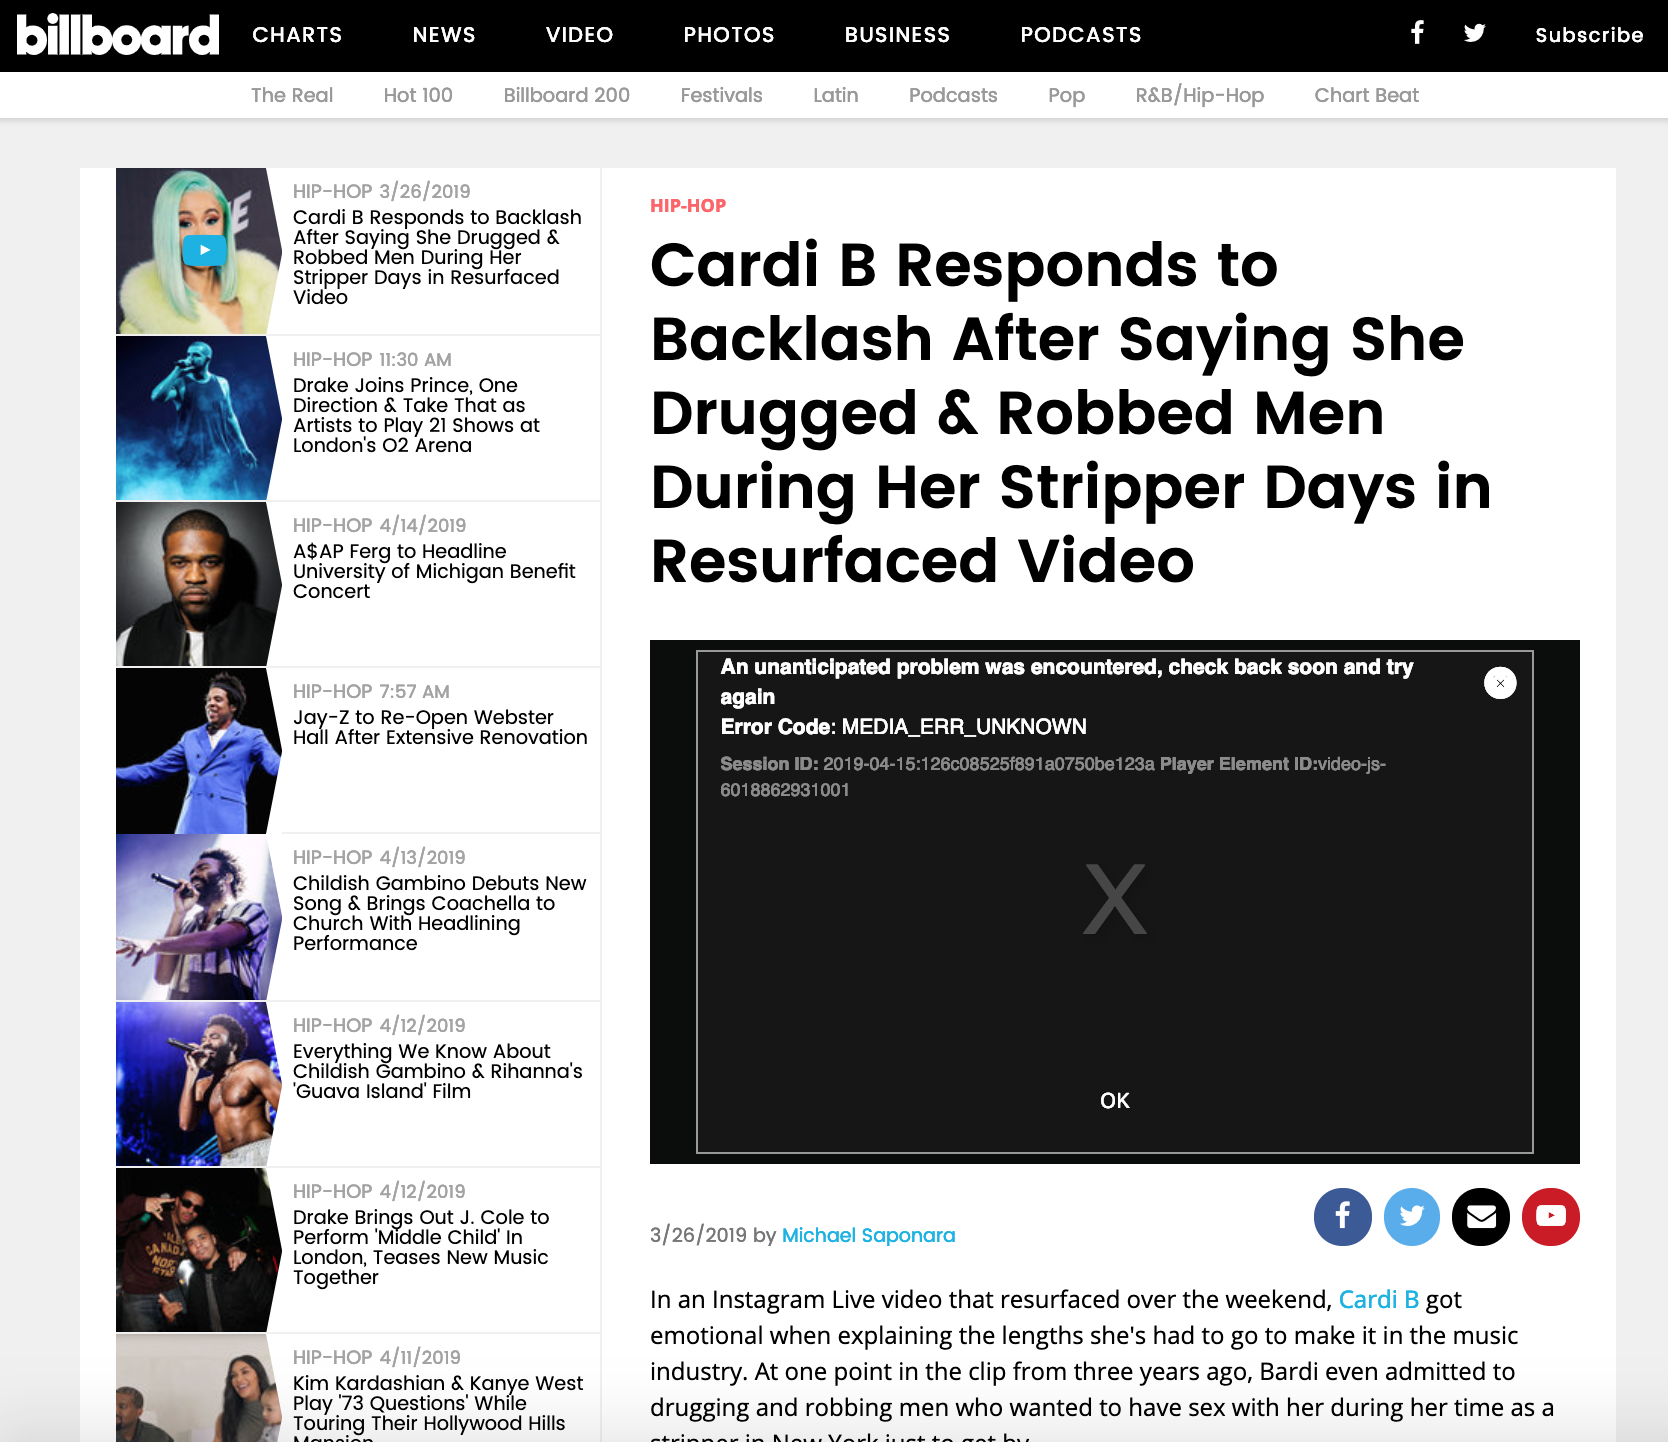 billboard CHARTS NEWS VIDEO PHOTOS BUSINESS PODCASTS Subscribe
The Real Hot 100 Billboard 200 Festivals Latin Podcasts Pop R&B/Hip-Hop Chart Beat
HIP-HOP 3/26/2019
Cardi B Responds to Backlash
After Saying She Drugged &
Robbed Men During Her
Stripper Days in Resurfaced
Video
HIP-HOP 11:30 AM
Drake Joins Prince, One
Direction & Take That as
Artists to Play 21 Shows at
London's O2 Arena
HIP-HOP 4/14/2019
A$AP Ferg to Headline
University of Michigan Benefit
Concert
HIP-HOP 7:57 AM
Jay-Z to Re-Open Webster
Hall After Extensive Renovation
HIP-HOP 4/13/2019
Childish Gambino Debuts New
Song & Brings Coachella to
Church With Headlining
Performance
HIP-HOP 4/12/2019
Everything We Know About
Childish Gambino & Rihanna's
'Guava Island' Film
HIP-HOP 4/12/2019
Drake Brings Out J. Cole to
Perform 'Middle Child' In
London, Teases New Music
Together
HIP-HOP 4/11/2019
Kim Kardashian & Kanye West
Play '73 Questions' While
Touring Their Hollywood Hills
Mansion
HIP-HOP
Cardi B Responds to
Backlash After Saying She
Drugged & Robbed Men
During Her Stripper Days in
Resurfaced Video
An unanticipated problem was encountered, check back soon and try
again
Error Code: MEDIA_ERR_UNKNOWN
Session ID: 2019-04-15:126c08525f891a0750be123a Player Element ID:video-js-
6018862931001
X
OK
3/26/2019 by Michael Saponara
In an Instagram Live video that resurfaced over the weekend, Cardi B got
emotional when explaining the lengths she's had to go to make it in the music
industry. At one point in the clip from three years ago, Bardi even admitted to
drugging and robbing men who wanted to have sex with her during her time as a
stripper in New York just to get by.